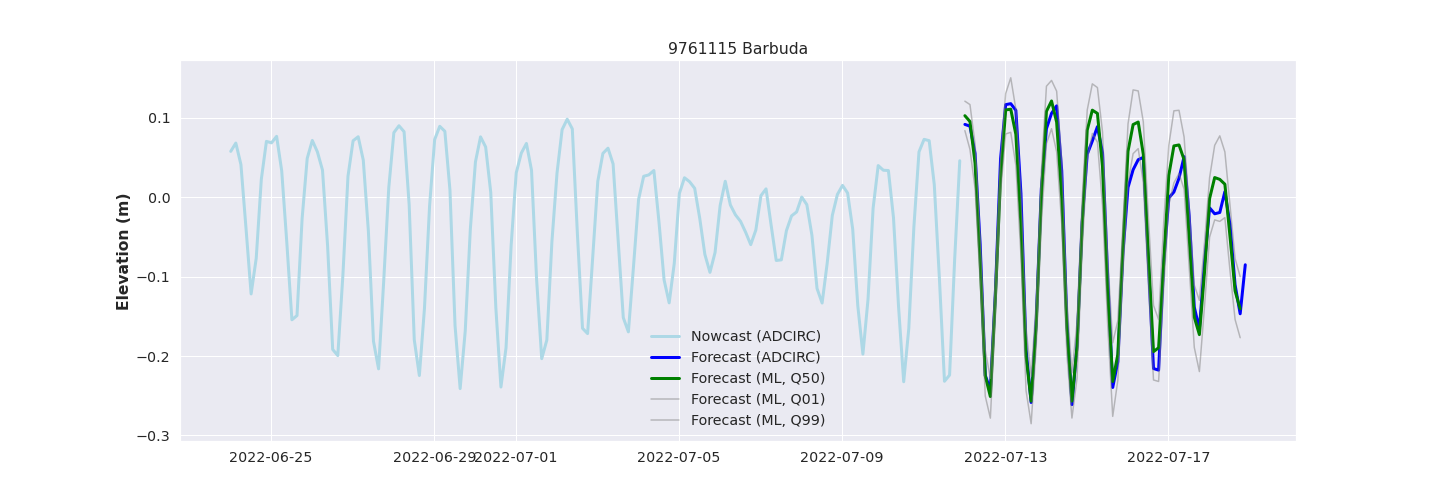 9761115 Barbuda
Elevation (m)
0.1
0.0
−0.1
−0.2
−0.3
Nowcast (ADCIRC)
Forecast (ADCIRC)
Forecast (ML, Q50)
Forecast (ML, Q01)
Forecast (ML, Q99)
2022-06-25 2022-06-29 2022-07-01 2022-07-05 2022-07-09 2022-07-13 2022-07-17